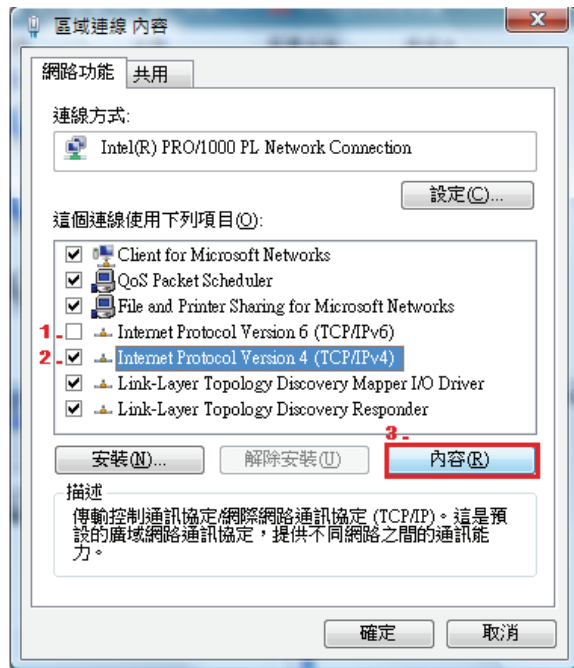 區域連線 內容
網路功能 共用
連線方式:
Intel(R) PRO/1000 PL Network Connection
設定(C)...
這個連線使用下列項目(O):
Client for Microsoft Networks
QoS Packet Scheduler
File and Printer Sharing for Microsoft Networks
1. Internet Protocol Version 6 (TCP/IPv6)
2. Internet Protocol Version 4 (TCP/IPv4)
Link-Layer Topology Discovery Mapper I/O Driver
Link-Layer Topology Discovery Responder
3.
安裝(N)... 解除安裝(U) 內容(R)
描述
傳輸控制通訊協定/網際網路通訊協定 (TCP/IP)。這是預
設的廣域網路通訊協定，提供不同網路之間的通訊能
力。
確定 取消